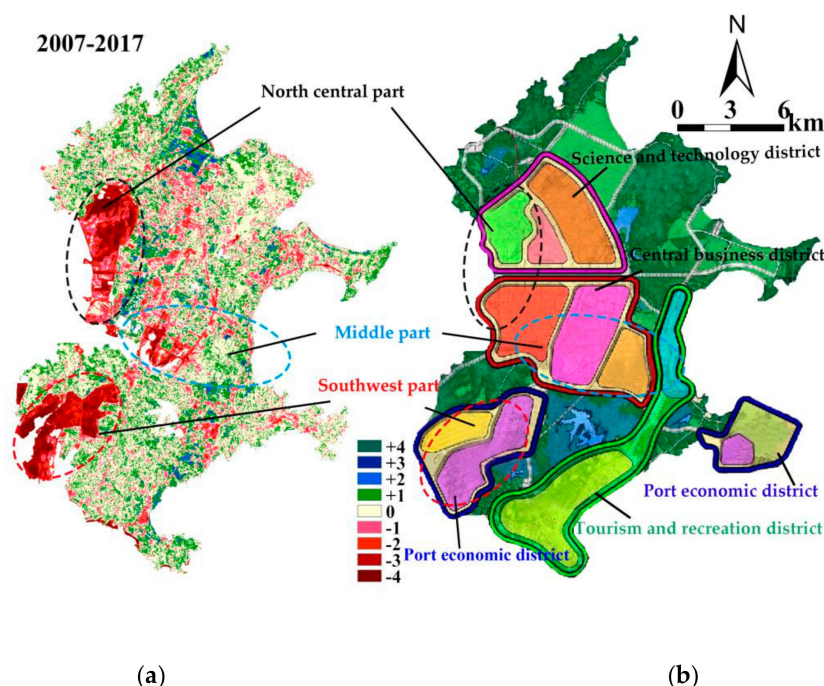 2007-2017
N
0 3 6
km
North central part
Science and technology district
Central business district
Middle part
Southwest part
+4
+3
+2
+1
0
-1
-2
-3
-4
Port economic district
Tourism and recreation district
Port economic district
(a)
(b)